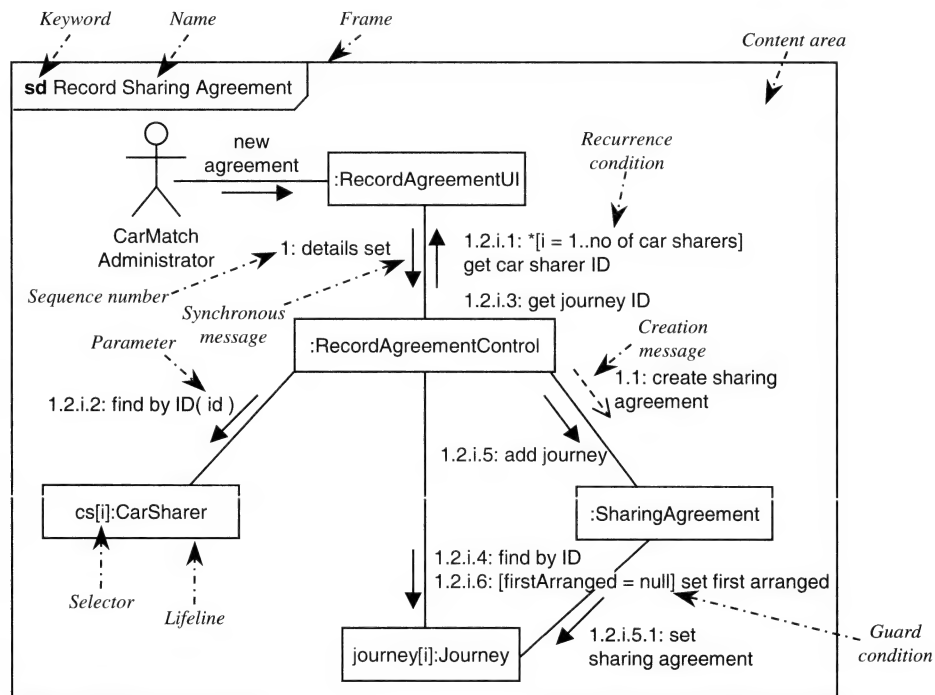 Keyword
Name
Frame
Content area
sd Record Sharing Agreement
new
agreement
Recurrence
condition
:RecordAgreementUI
CarMatch
Administrator
1: details set
1.2.i.1: *[i = 1..no of car sharers]
get car sharer ID
Sequence number
Synchronous
message
1.2.i.3: get journey ID
Parameter
:RecordAgreementControl
Creation
message
1.1: create sharing
agreement
1.2.i.2: find by ID( id )
1.2.i.5: add journey
cs[i]:CarSharer
:SharingAgreement
1.2.i.4: find by ID
1.2.i.6: [firstArranged = null] set first arranged
Selector
Lifeline
journey[i]:Journey
1.2.i.5.1: set
sharing agreement
Guard
condition